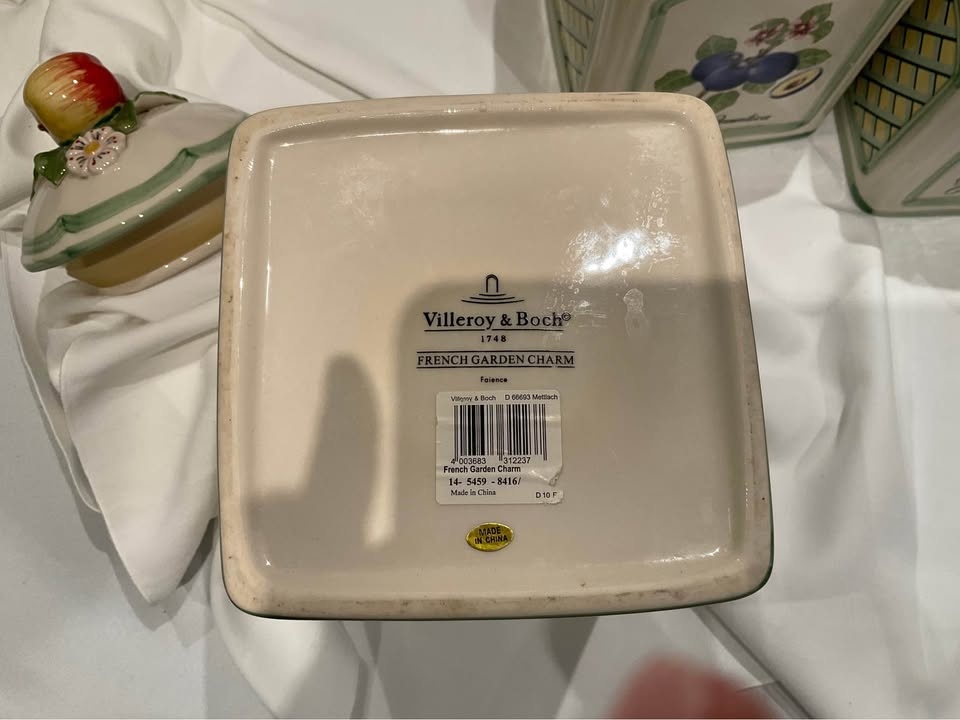 Villeroy & Boch©
1748
FRENCH GARDEN CHARM
Faience
Villeroy & Boch D 66693 Mettlach
4 003683 312237
French Garden Charm
14- 5459 - 8416/
Made in China D 10 F
MADE
IN CHINA